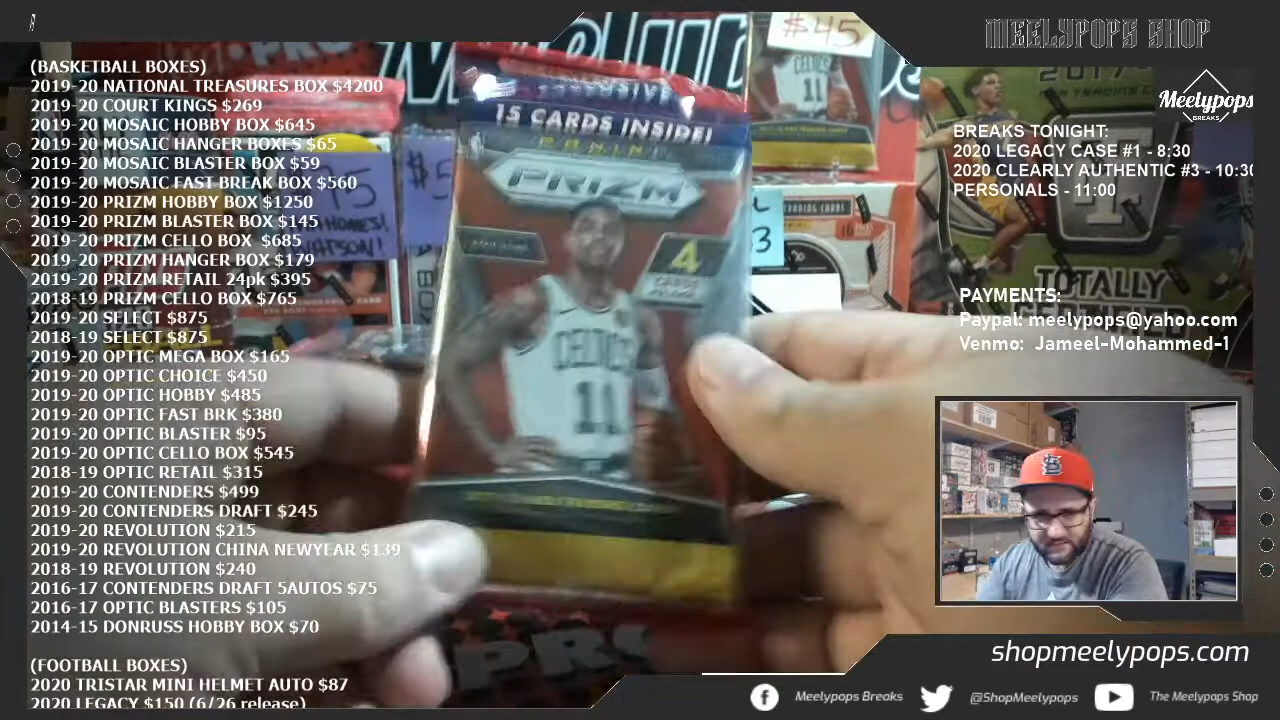 MEELYPOPS SHOP
(BASKETBALL BOXES)
2019-20 NATIONAL TREASURES BOX $4200
2019-20 COURT KINGS $269
2019-20 MOSAIC HOBBY BOX $645
2019-20 MOSAIC HANGER BOXES $65
2019-20 MOSAIC BLASTER BOX $59
2019-20 MOSAIC FAST BREAK BOX $560
2019-20 PRIZM HOBBY BOX $1250
2019-20 PRIZM BLASTER BOX $145
2019-20 PRIZM CELLO BOX $685
2019-20 PRIZM HANGER BOX $179
2019-20 PRIZM RETAIL 24pk $395
2018-19 PRIZM CELLO BOX $765
2019-20 SELECT $875
2018-19 SELECT $875
2019-20 OPTIC MEGA BOX $165
2019-20 OPTIC CHOICE $450
2019-20 OPTIC HOBBY $485
2019-20 OPTIC FAST BRK $380
2019-20 OPTIC BLASTER $95
2019-20 OPTIC CELLO BOX $545
2018-19 OPTIC RETAIL $315
2019-20 CONTENDERS $499
2019-20 CONTENDERS DRAFT $245
2019-20 REVOLUTION $215
2019-20 REVOLUTION CHINA NEWYEAR $139
2018-19 REVOLUTION $240
2016-17 CONTENDERS DRAFT 5AUTOS $75
2016-17 OPTIC BLASTERS $105
2014-15 DONRUSS HOBBY BOX $70
(FOOTBALL BOXES)
2020 TRISTAR MINI HELMET AUTO $87
2020 LEGACY $150 (6/26 release)
15 CARDS INSIDE!
PANINI
PRIZM
4
CELTICS
11
$45
11
TRADING CARDS
Meelypops
BREAKS
BREAKS TONIGHT:
2020 LEGACY CASE #1 - 8:30
2020 CLEARLY AUTHENTIC #3 - 10:30
PERSONALS - 11:00
TOTALLY
PAYMENTS:
Paypal: meelypops@yahoo.com
Venmo: Jameel-Mohammed-1
shopmeelypops.com
Meelypops Breaks
@ShopMeelypops
The Meelypops Shop